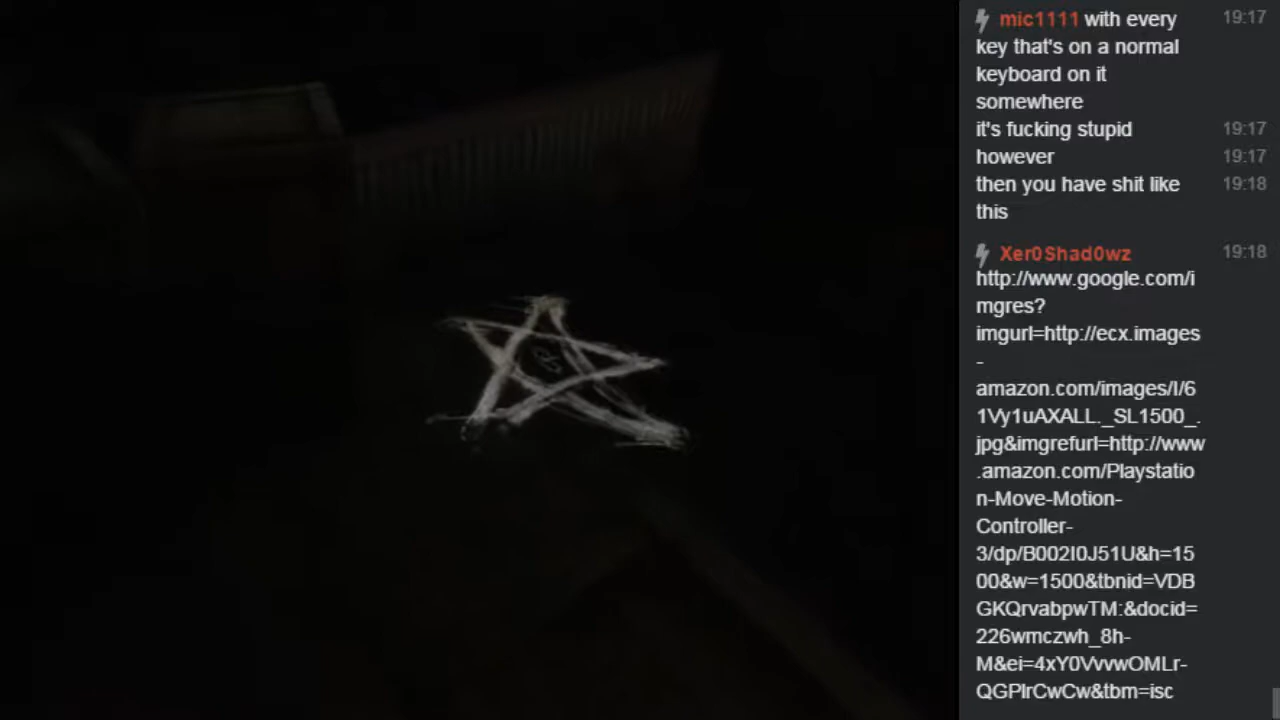 mic1111 with every 19:17
key that's on a normal
keyboard on it
somewhere
it's fucking stupid 19:17
however 19:17
then you have shit like 19:18
this
Xer0Shad0wz 19:18
http://www.google.com/i
mgres?
imgurl=http://ecx.images
-
amazon.com/images/I/6
1Vy1uAXALL._SL1500_.
jpg&imgrefurl=http://www
.amazon.com/Playstatio
n-Move-Motion-
Controller-
3/dp/B002I0J51U&h=15
00&w=1500&tbnid=VDB
GKQrvabpwTM:&docid=
226wmczwh_8h-
M&ei=4xY0VvvwOMLr-
QGPlrCwCw&tbm=isc